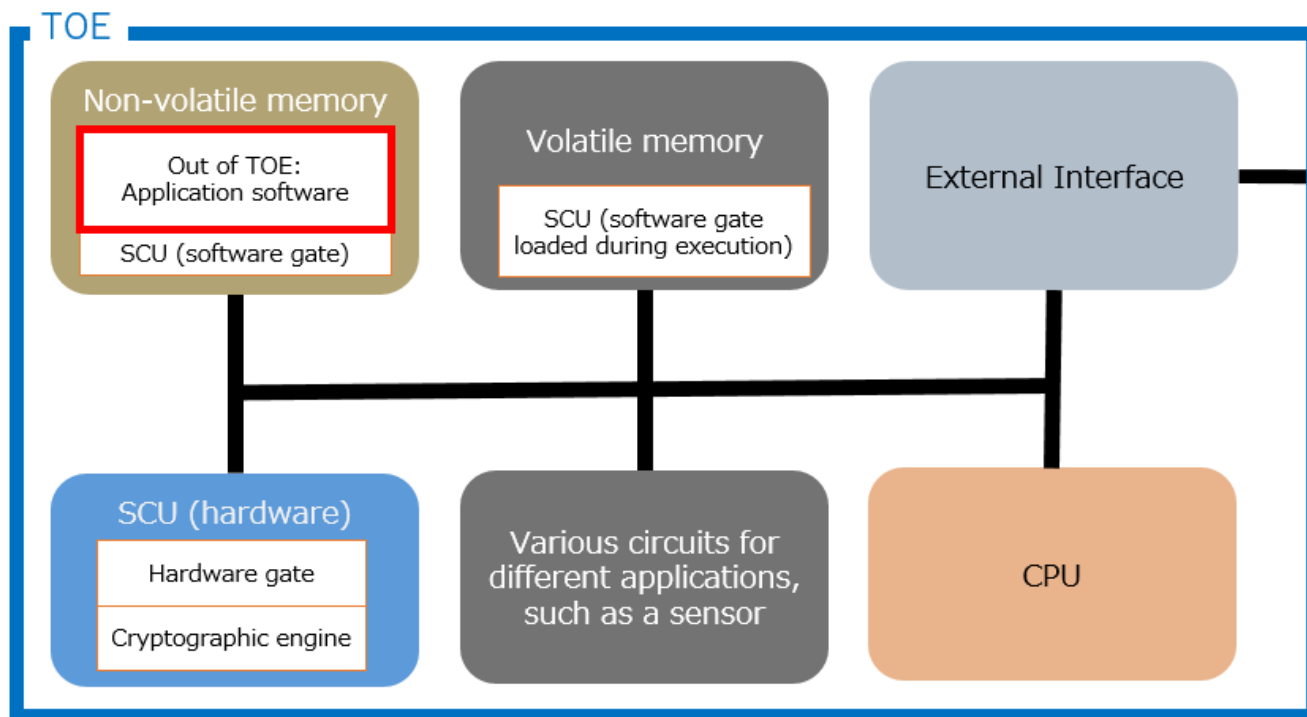 TOE
Non-volatile memory
Out of TOE:
Application software
SCU (software gate)
Volatile memory
SCU (software gate
loaded during execution)
External Interface
SCU (hardware)
Hardware gate
Cryptographic engine
Various circuits for
different applications,
such as a sensor
CPU